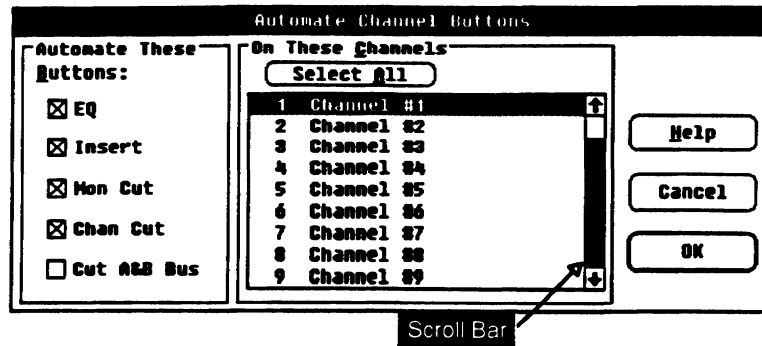 Automate Channel Buttons
Automate These
Buttons:
EQ
Insert
Mon Cut
Chan Cut
Cut A&B Bus
On These Channels
Select All
1 Channel #1
2 Channel #2
3 Channel #3
4 Channel #4
5 Channel #5
6 Channel #6
7 Channel #7
8 Channel #8
9 Channel #9
Help
Cancel
OK
Scroll Bar